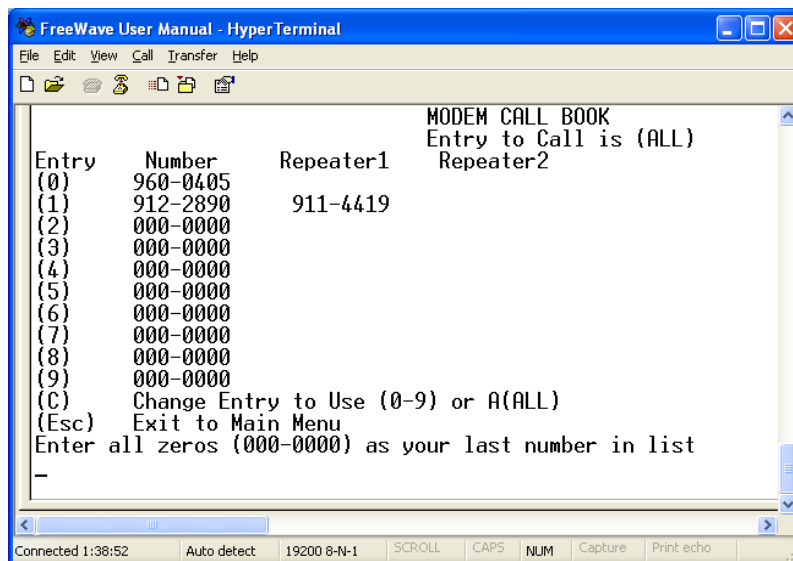 FreeWave User Manual - HyperTerminal
File Edit View Call Transfer Help
MODEM CALL BOOK
Entry to Call is (ALL)
Entry Number Repeater1 Repeater2
(0) 960-0405
(1) 912-2890 911-4419
(2) 000-0000
(3) 000-0000
(4) 000-0000
(5) 000-0000
(6) 000-0000
(7) 000-0000
(8) 000-0000
(9) 000-0000
(C) Change Entry to Use (0-9) or A(ALL)
(Esc) Exit to Main Menu
Enter all zeros (000-0000) as your last number in list
_
Connected 1:38:52 Auto detect 19200 8-N-1 SCROLL CAPS NUM Capture Print echo